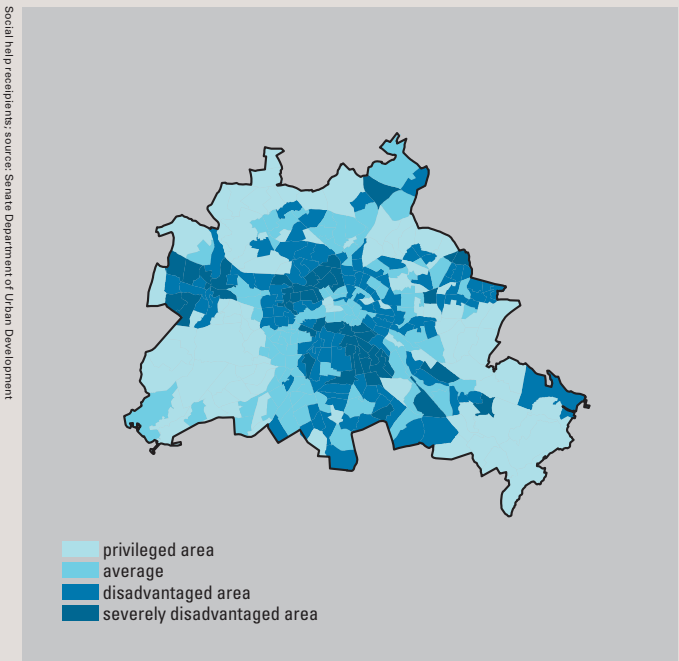 Social help receipients; source: Senate Department of Urban Development
privileged area
average
disadvantaged area
severely disadvantaged area